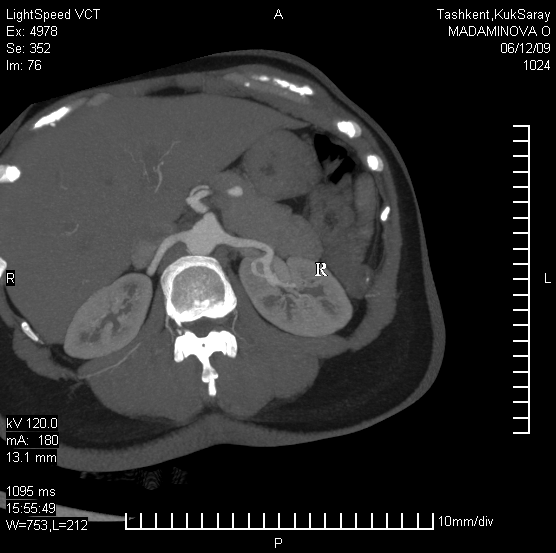 LightSpeed VCT
Ex: 4978
Se: 352
Im: 76
A
Tashkent,KukSaray
MADAMINOVA O
06/12/09
1024
R
R
L
kV 120.0
mA: 180
13.1 mm
1095 ms
15:55:49
W=753,L=212
10mm/div
P